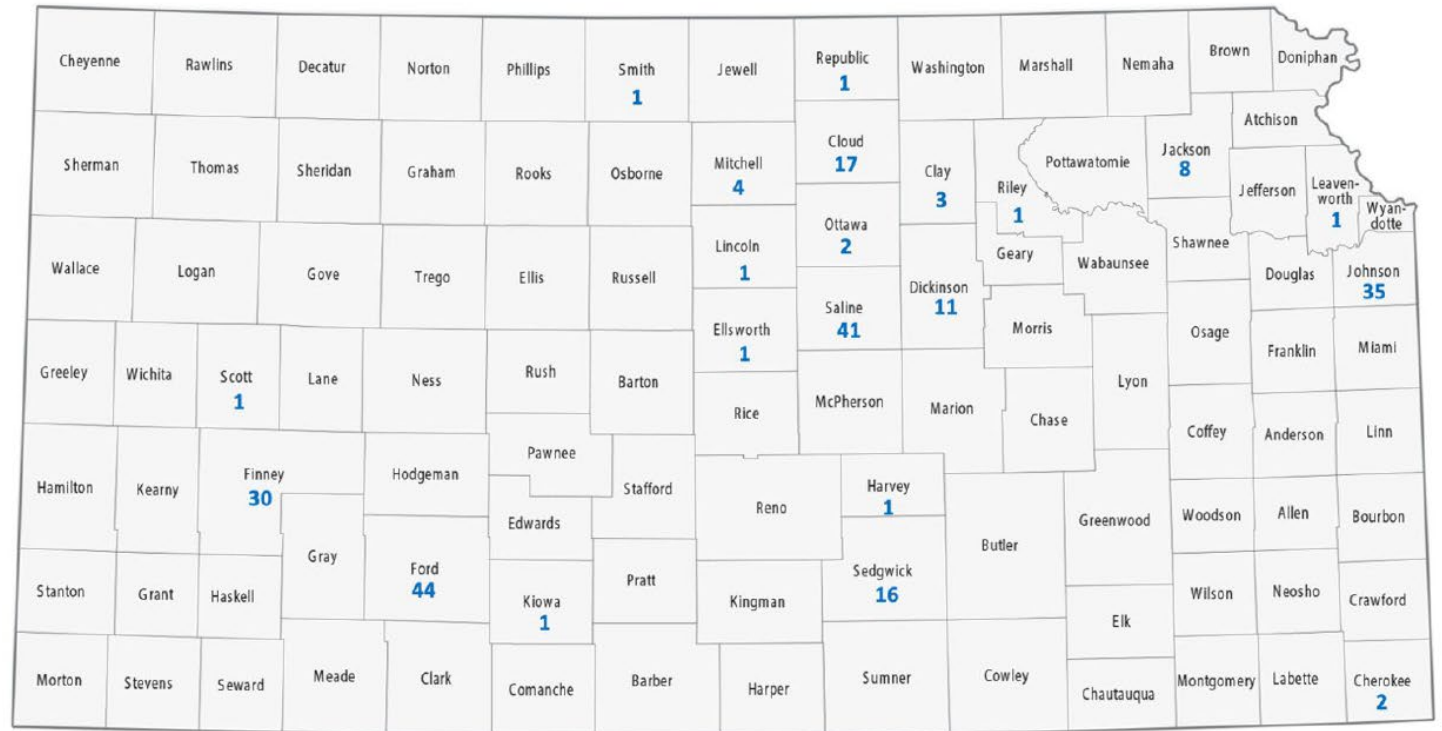 Cheyenne
Rawlins
Decatur
Norton
Phillips
Smith
1
Jewell
Republic
1
Washington
Marshall
Nemaha
Brown
Doniphan
Sherman
Thomas
Sheridan
Graham
Rooks
Osborne
Mitchell
4
Cloud
17
Clay
3
Riley
1
Pottawatomie
Jackson
8
Atchison
Jefferson
Leaven-
worth
1
Wyan-
dotte
Wallace
Logan
Gove
Trego
Ellis
Russell
Lincoln
1
Ottawa
2
Saline
41
Dickinson
11
Geary
Wabaunsee
Shawnee
Douglas
Johnson
35
Ellsworth
1
Morris
Osage
Franklin
Miami
Greeley
Wichita
Scott
1
Lane
Ness
Rush
Barton
Rice
McPherson
Marion
Chase
Lyon
Coffey
Anderson
Linn
Hamilton
Kearny
Finney
30
Hodgeman
Pawnee
Stafford
Edwards
Reno
Harvey
1
Greenwood
Woodson
Allen
Bourbon
Butler
Gray
Ford
44
Kiowa
1
Pratt
Kingman
Sedgwick
16
Stanton
Grant
Haskell
Elk
Wilson
Neosho
Crawford
Morton
Stevens
Seward
Meade
Clark
Comanche
Barber
Harper
Sumner
Cowley
Chautauqua
Montgomery
Labette
Cherokee
2